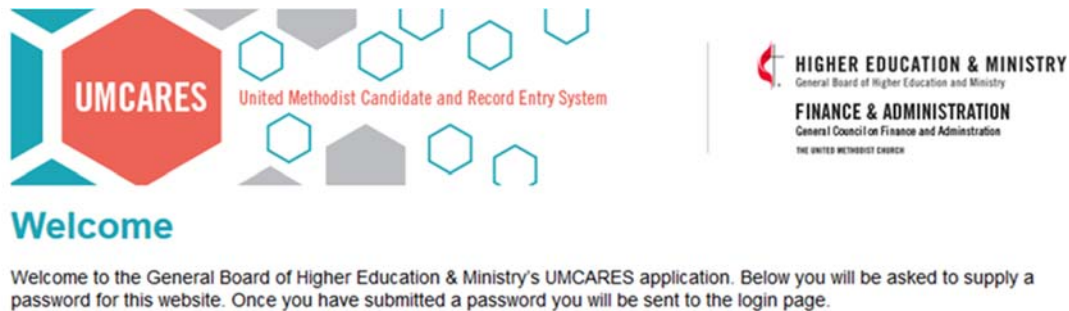 UMCARES
United Methodist Candidate and Record Entry System
HIGHER EDUCATION & MINISTRY
General Board of Higher Education and Ministry
FINANCE & ADMINISTRATION
General Council on Finance and Adminstration
THE UNITED METHODIST CHURCH
Welcome
Welcome to the General Board of Higher Education & Ministry's UMCARES application. Below you will be asked to supply a
password for this website. Once you have submitted a password you will be sent to the login page.